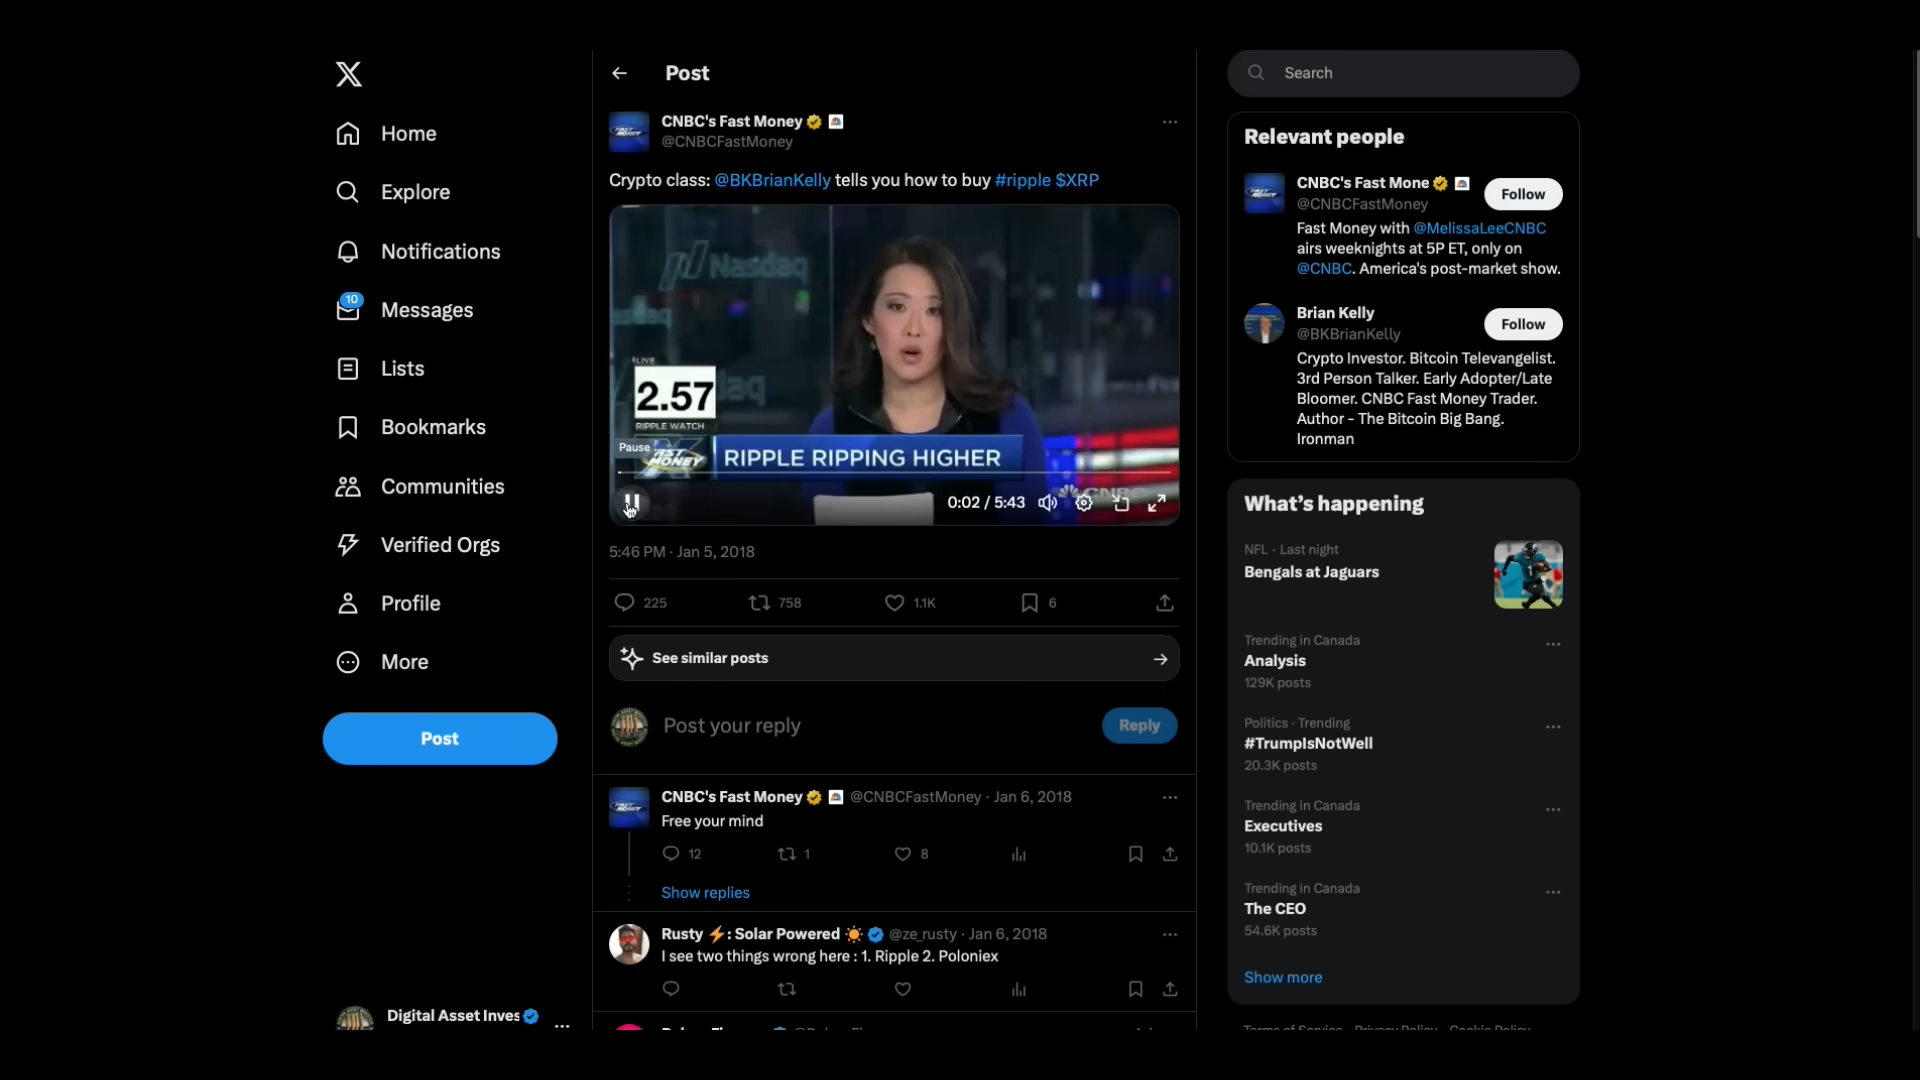 Home
Explore
Notifications
10
Messages
Lists
Bookmarks
Communities
Verified Orgs
Profile
More
Post
Digital Asset Inves
Post
CNBC's Fast Money
@CNBCFastMoney
Crypto class: @BKBrianKelly tells you how to buy #ripple $XRP
Nasdaq
LIVE
2.57
RIPPLE WATCH
Pause
FAST MONEY
RIPPLE RIPPING HIGHER
CNBC
0:02 / 5:43
5:46 PM · Jan 5, 2018
225 758 1.1K 6
See similar posts
Post your reply
Reply
CNBC's Fast Money @CNBCFastMoney · Jan 6, 2018
Free your mind
12 1 8
Show replies
Rusty ⚡: Solar Powered ☀ @ze_rusty · Jan 6, 2018
I see two things wrong here : 1. Ripple 2. Poloniex
Search
Relevant people
CNBC's Fast Mone
@CNBCFastMoney
Follow
Fast Money with @MelissaLeeCNBC
airs weeknights at 5P ET, only on
@CNBC. America's post-market show.
Brian Kelly
@BKBrianKelly
Follow
Crypto Investor. Bitcoin Televangelist.
3rd Person Talker. Early Adopter/Late
Bloomer. CNBC Fast Money Trader.
Author - The Bitcoin Big Bang.
Ironman
What's happening
NFL · Last night
Bengals at Jaguars
Trending in Canada
Analysis
129K posts
Politics · Trending
#TrumpIsNotWell
20.3K posts
Trending in Canada
Executives
10.1K posts
Trending in Canada
The CEO
54.6K posts
Show more
Terms of Service Privacy Policy Cookie Policy